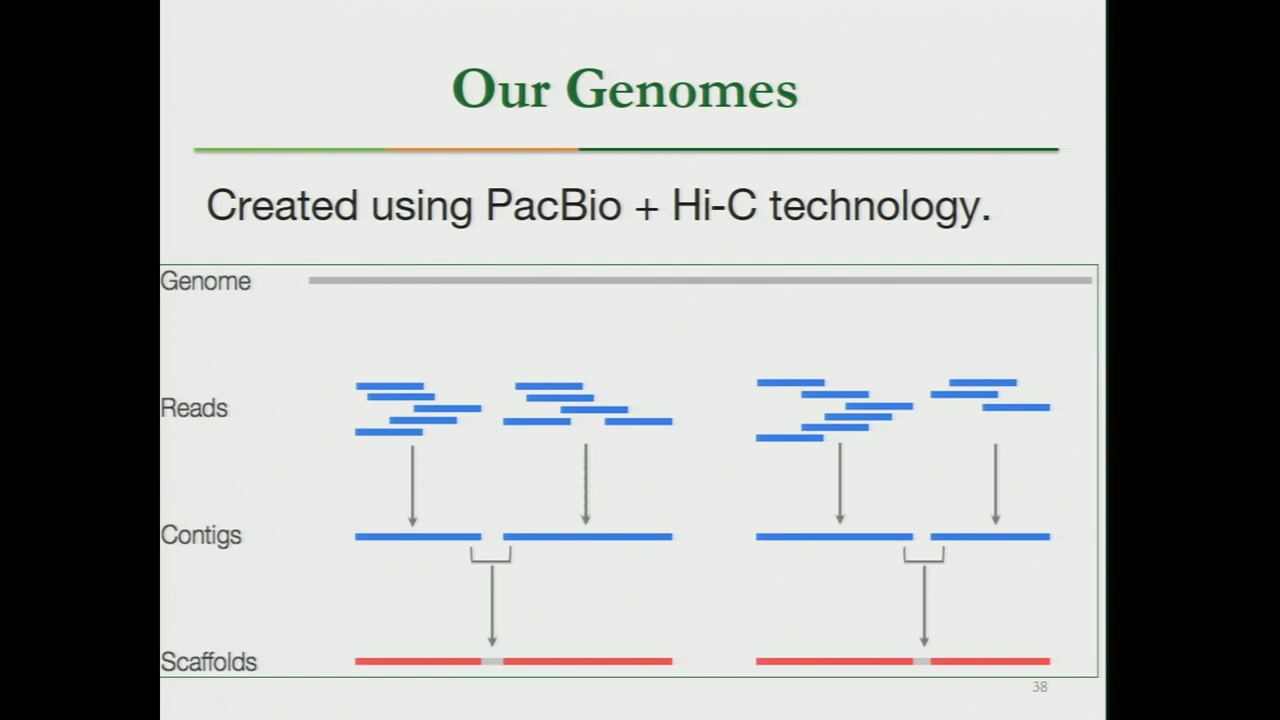 Our Genomes
Created using PacBio + Hi-C technology.
Genome
Reads
Contigs
Scaffolds
38